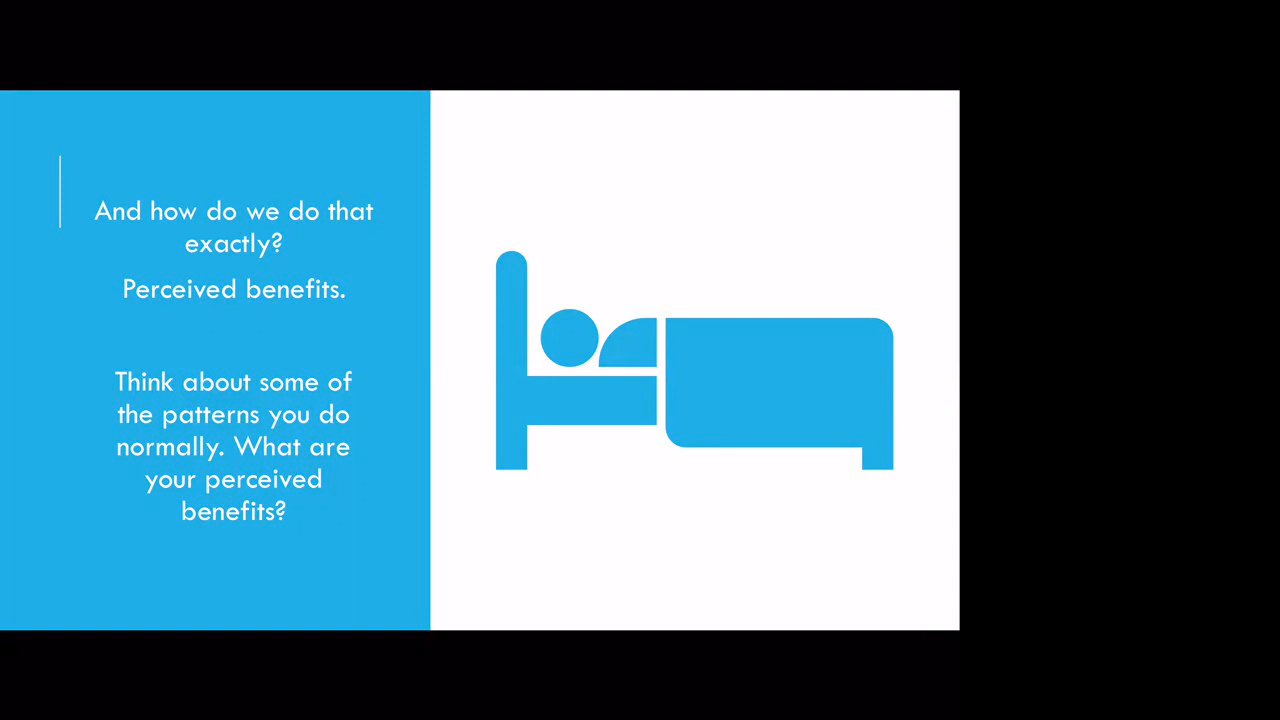 And how do we do that
exactly?
Perceived benefits.
Think about some of
the patterns you do
normally. What are
your perceived
benefits?